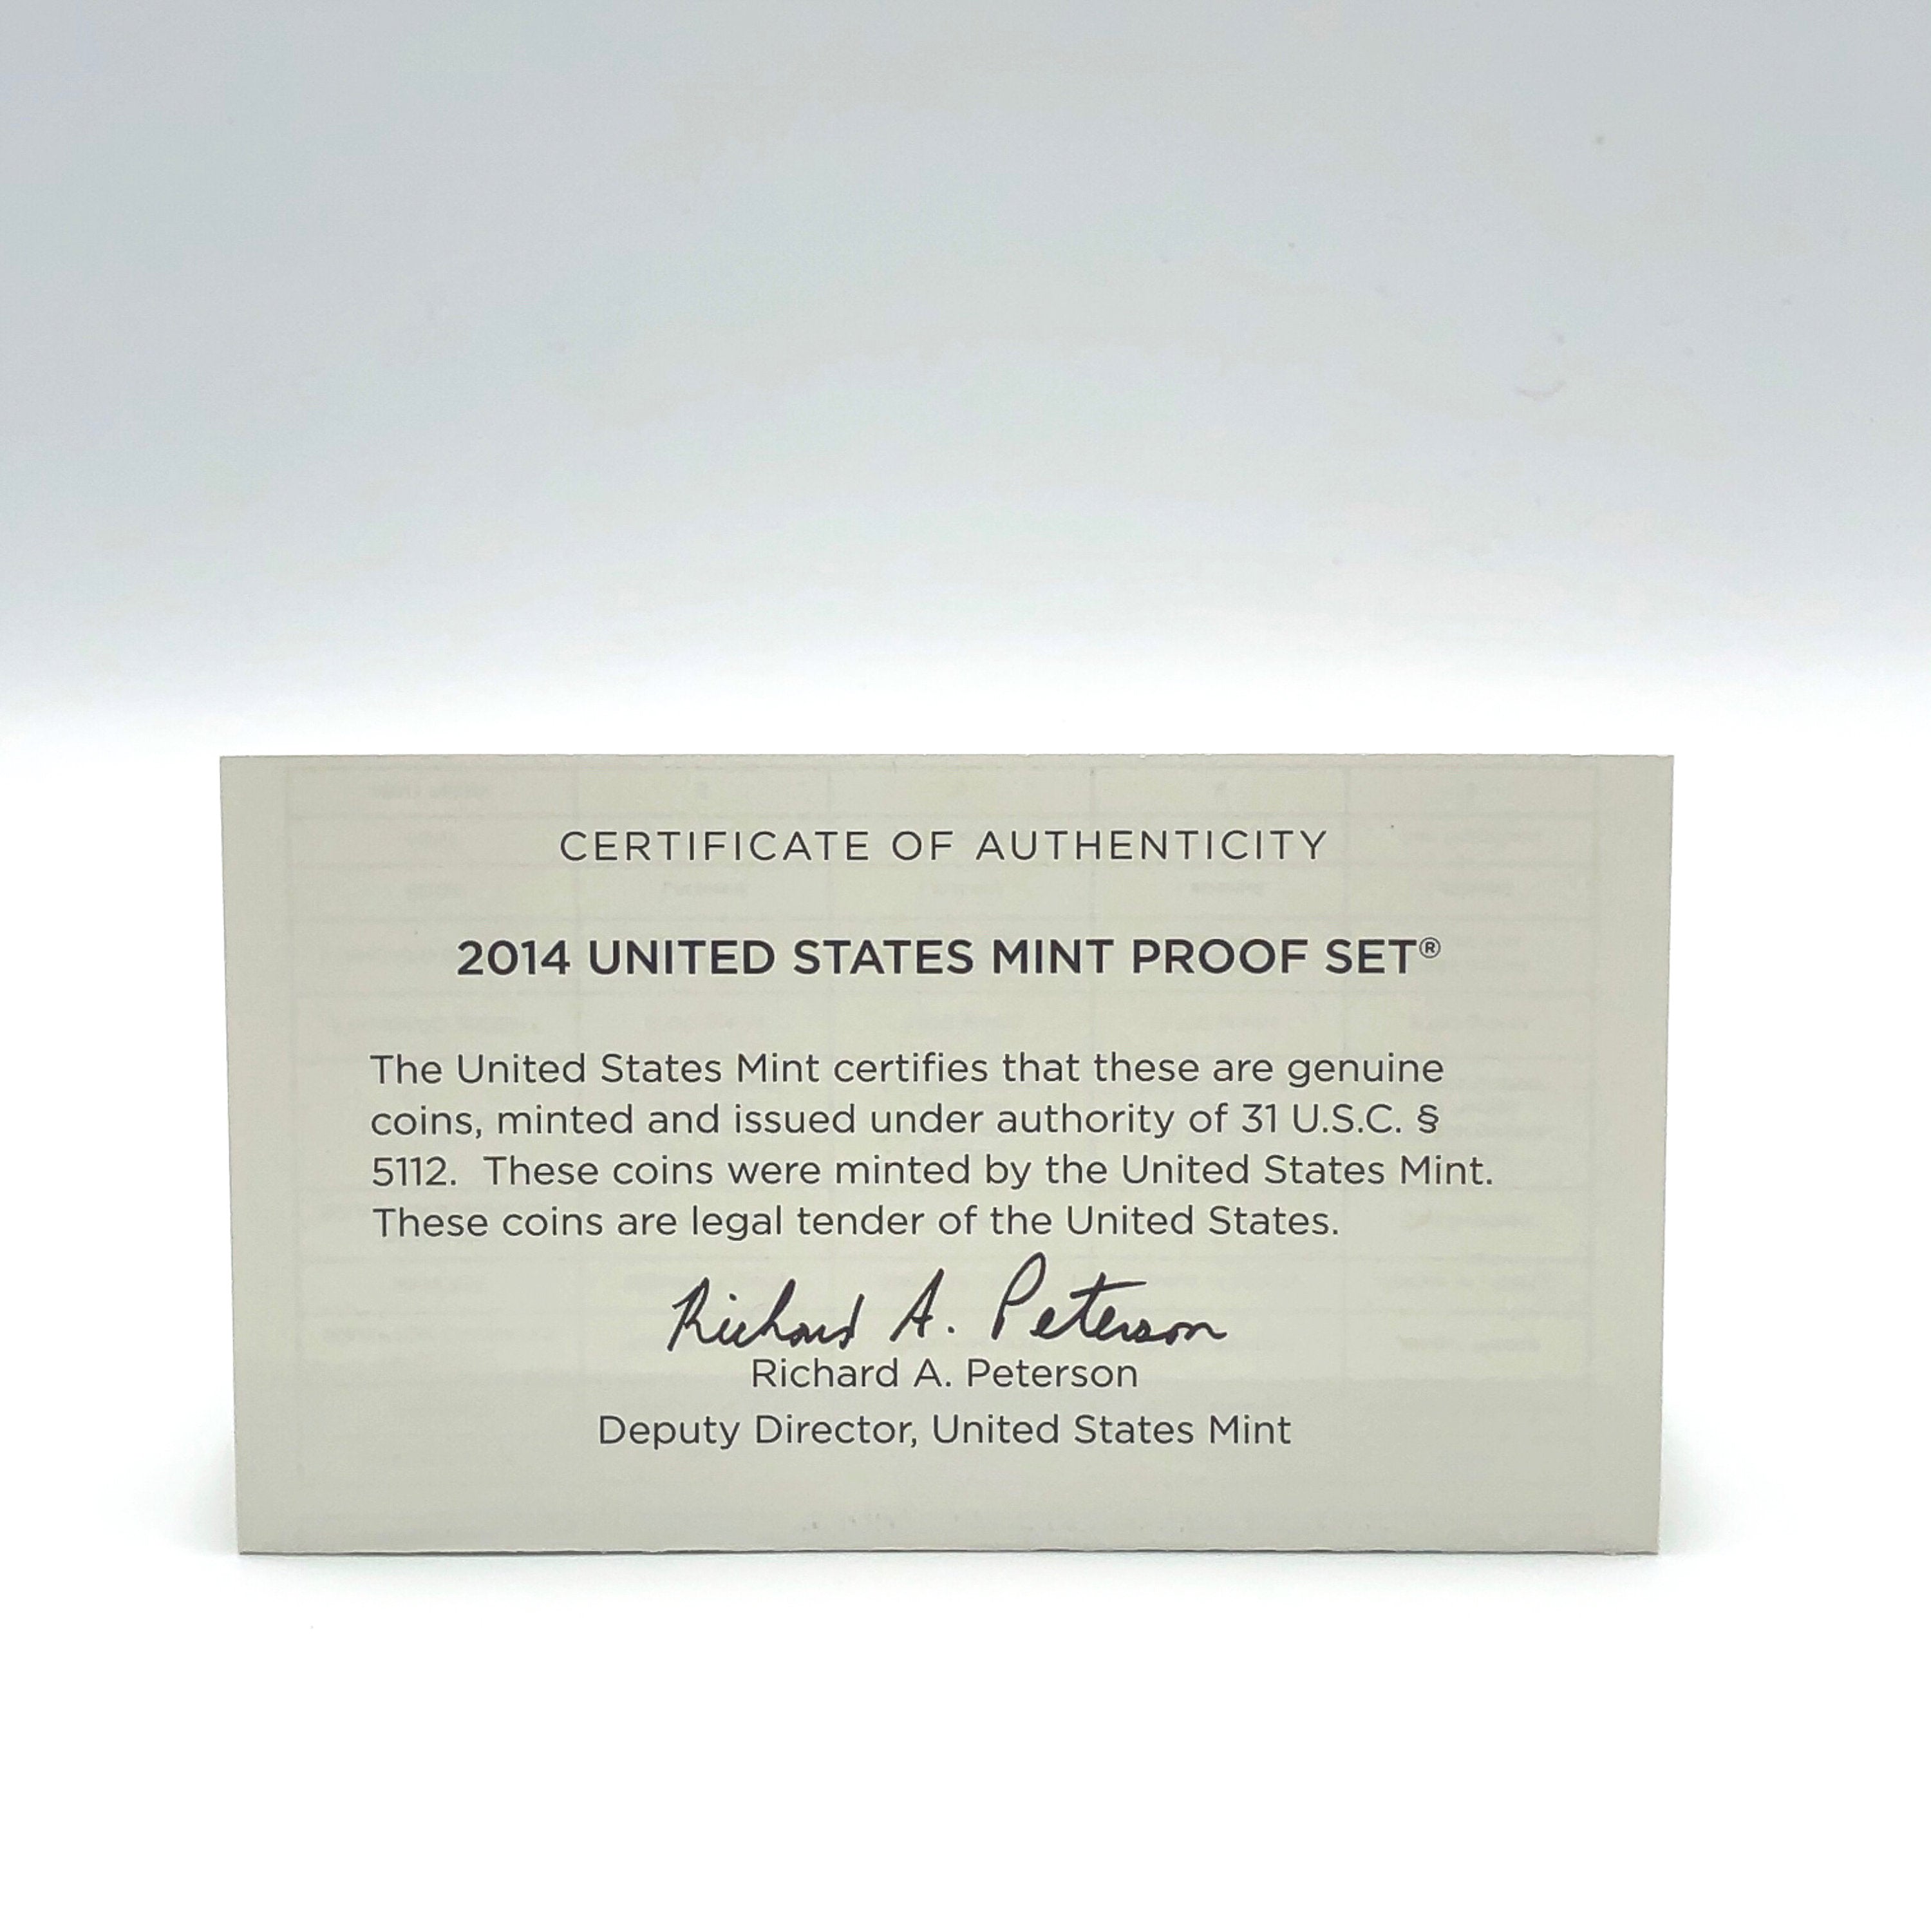 CERTIFICATE OF AUTHENTICITY
2014 UNITED STATES MINT PROOF SET®
The United States Mint certifies that these are genuine
coins, minted and issued under authority of 31 U.S.C. §
5112.  These coins were minted by the United States Mint.
These coins are legal tender of the United States.
Richard A. Peterson
Richard A. Peterson
Deputy Director, United States Mint